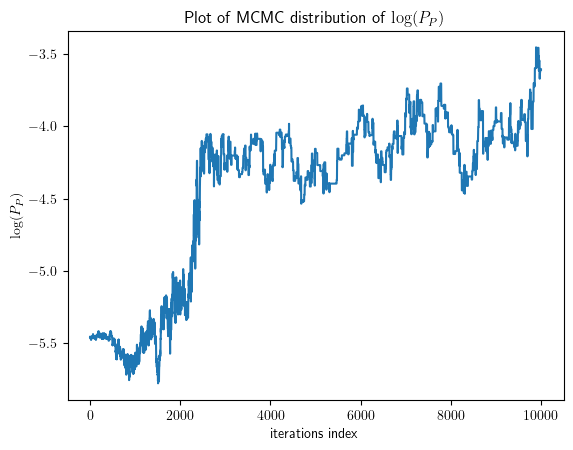 Plot of MCMC distribution of log(P_P)
−3.5
−4.0
−4.5
−5.0
−5.5
log(P_P)
0 2000 4000 6000 8000 10000
iterations index